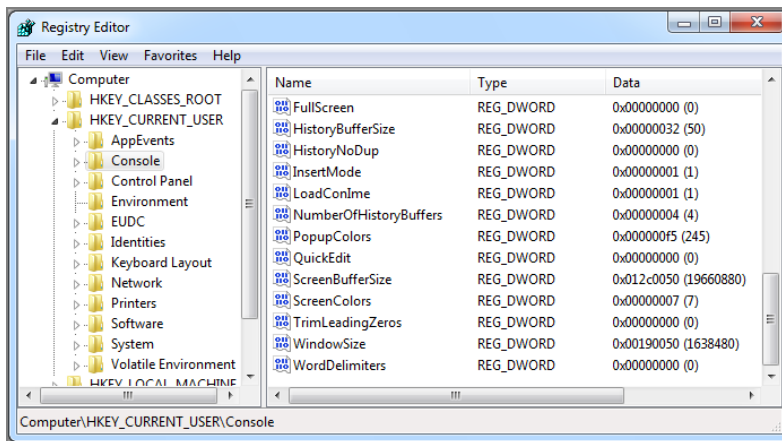 Registry Editor
File Edit View Favorites Help
Computer
HKEY_CLASSES_ROOT
HKEY_CURRENT_USER
AppEvents
Console
Control Panel
Environment
EUDC
Identities
Keyboard Layout
Network
Printers
Software
System
Volatile Environment
HKEY_LOCAL_MACHINE
Name Type Data
FullScreen REG_DWORD 0x00000000 (0)
HistoryBufferSize REG_DWORD 0x00000032 (50)
HistoryNoDup REG_DWORD 0x00000000 (0)
InsertMode REG_DWORD 0x00000001 (1)
LoadConIme REG_DWORD 0x00000001 (1)
NumberOfHistoryBuffers REG_DWORD 0x00000004 (4)
PopupColors REG_DWORD 0x000000f5 (245)
QuickEdit REG_DWORD 0x00000000 (0)
ScreenBufferSize REG_DWORD 0x012c0050 (19660880)
ScreenColors REG_DWORD 0x00000007 (7)
TrimLeadingZeros REG_DWORD 0x00000000 (0)
WindowSize REG_DWORD 0x00190050 (1638480)
WordDelimiters REG_DWORD 0x00000000 (0)
Computer\HKEY_CURRENT_USER\Console